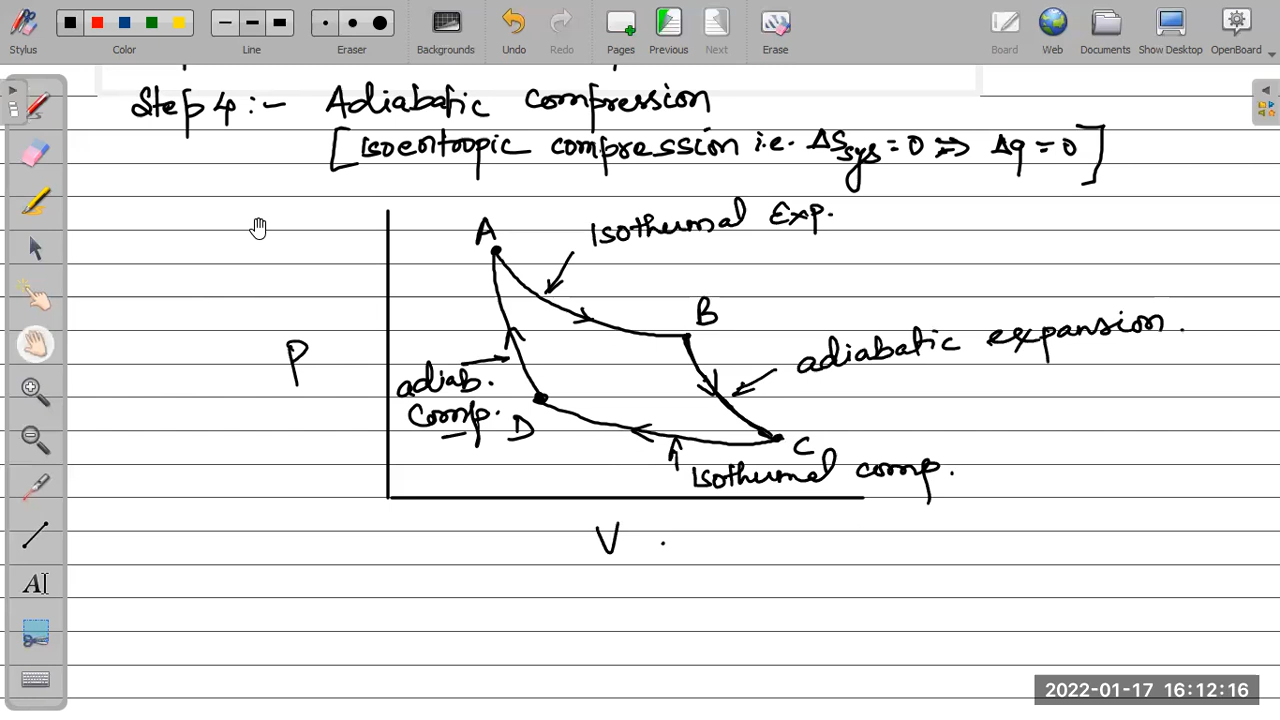 Stylus Color Line Eraser Backgrounds Undo Redo Pages Previous Next Erase Board Web Documents Show Desktop OpenBoard
Step 4 :- Adiabatic compression
[Isoentropic compression i.e. ΔSsys = 0 => Δq = 0]
A
Isothermal Exp.
B
adiabatic expansion.
P
adiab.
Comp.
D
C
Isothermal comp.
V
AI
2022-01-17 16:12:16